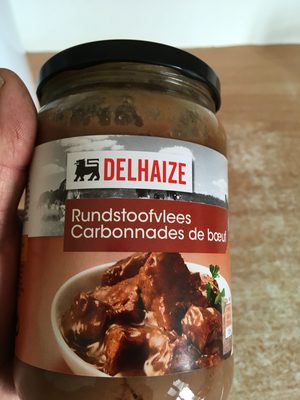 DELHAIZE
Rundstoofvlees
Carbonnades de bœuf